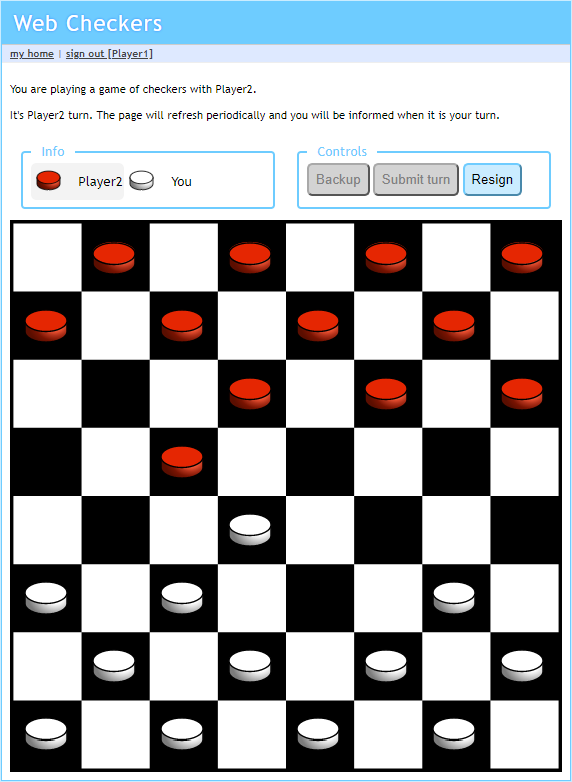 Web Checkers
my home | sign out [Player1]
You are playing a game of checkers with Player2.
It's Player2 turn. The page will refresh periodically and you will be informed when it is your turn.
Info
Player2 You
Controls
Backup Submit turn Resign